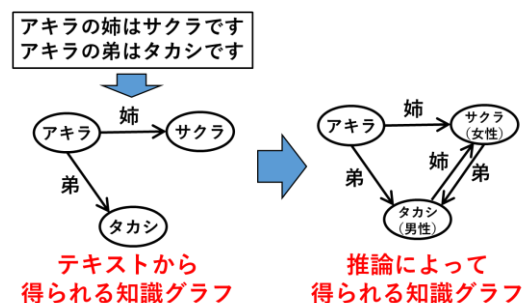 アキラの姉はサクラです
アキラの弟はタカシです
アキラ
姉
サクラ
弟
タカシ
テキストから
得られる知識グラフ
アキラ
姉
サクラ
(女性)
弟
姉
弟
タカシ
(男性)
推論によって
得られる知識グラフ